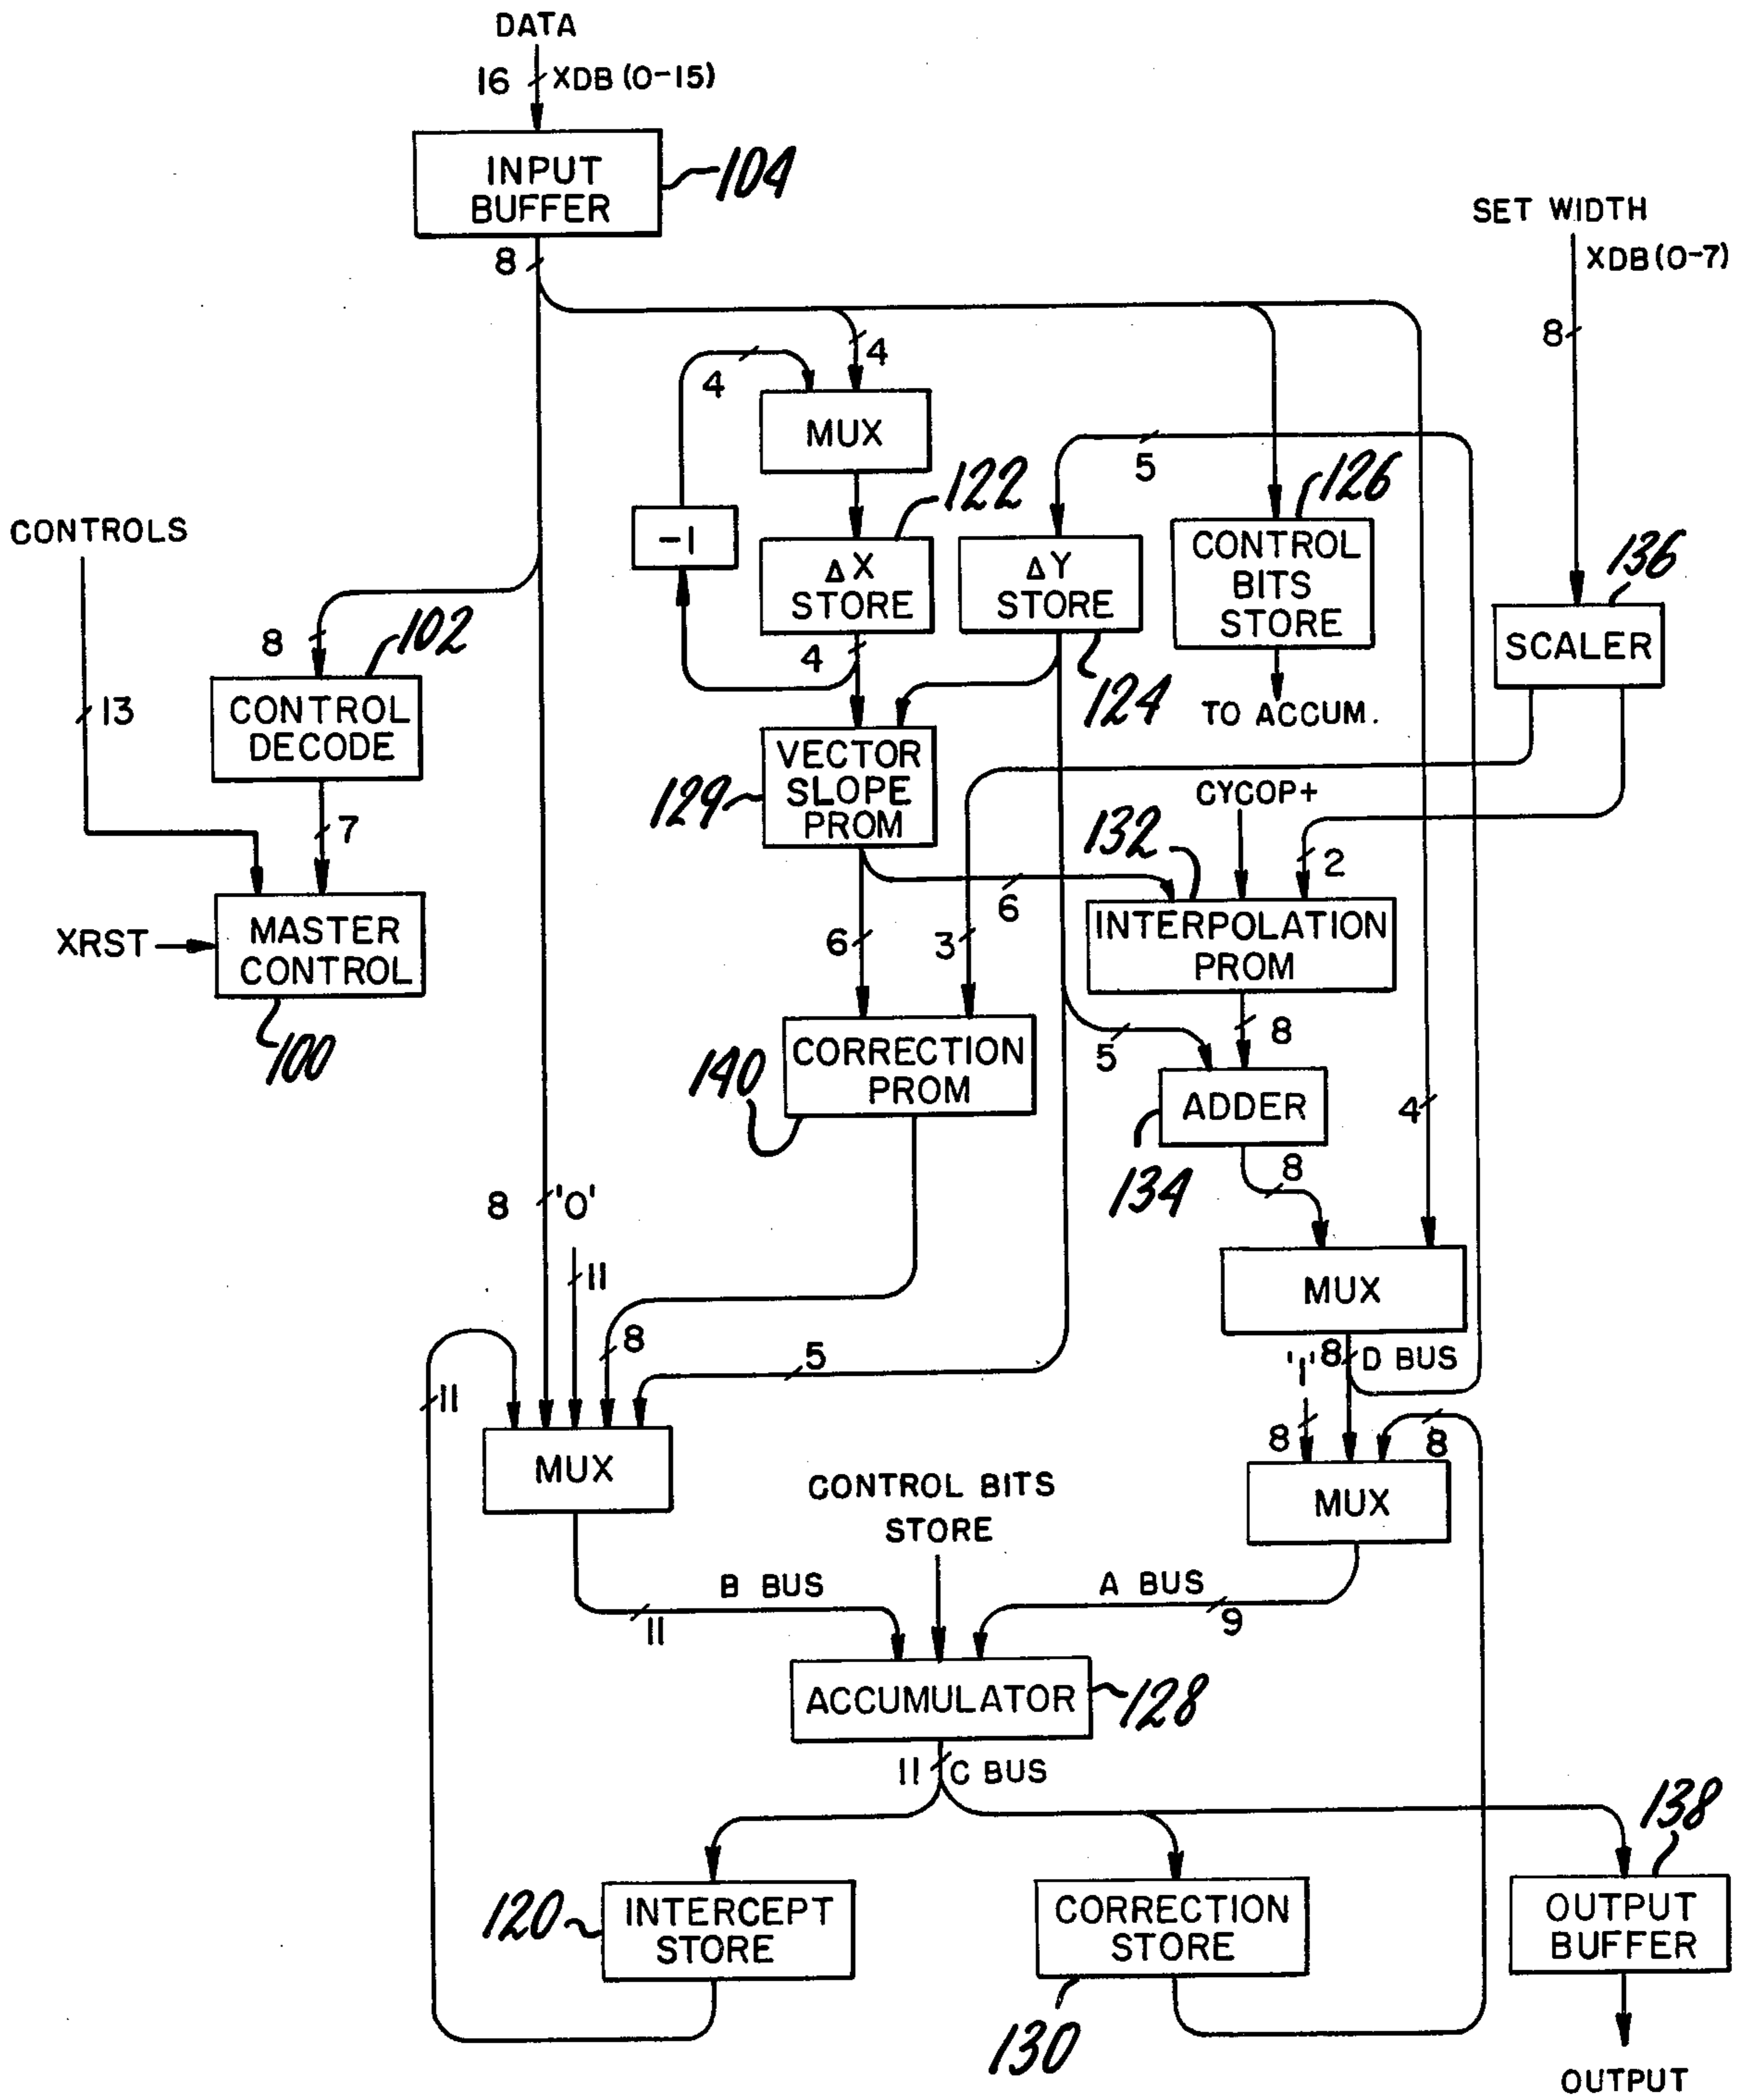 DATA
16 XDB (0-15)
INPUT
BUFFER
104
8
SET WIDTH
XDB (0-7)
8
4
4
MUX
5
-1
122
ΔX
STORE
ΔY
STORE
126
CONTROL
BITS
STORE
136
SCALER
CONTROLS
13
8
102
CONTROL
DECODE
7
4
124
TO ACCUM.
129
VECTOR
SLOPE
PROM
CYCOP+
132
2
6
6
3
INTERPOLATION
PROM
XRST
MASTER
CONTROL
100
5
8
140
CORRECTION
PROM
ADDER
134
4
8
8
'0'
11
8
5
MUX
'1'
8
D BUS
11
8
8
MUX
MUX
CONTROL BITS
STORE
B BUS
11
A BUS
9
ACCUMULATOR
128
11
C BUS
138
120
INTERCEPT
STORE
CORRECTION
STORE
130
OUTPUT
BUFFER
OUTPUT